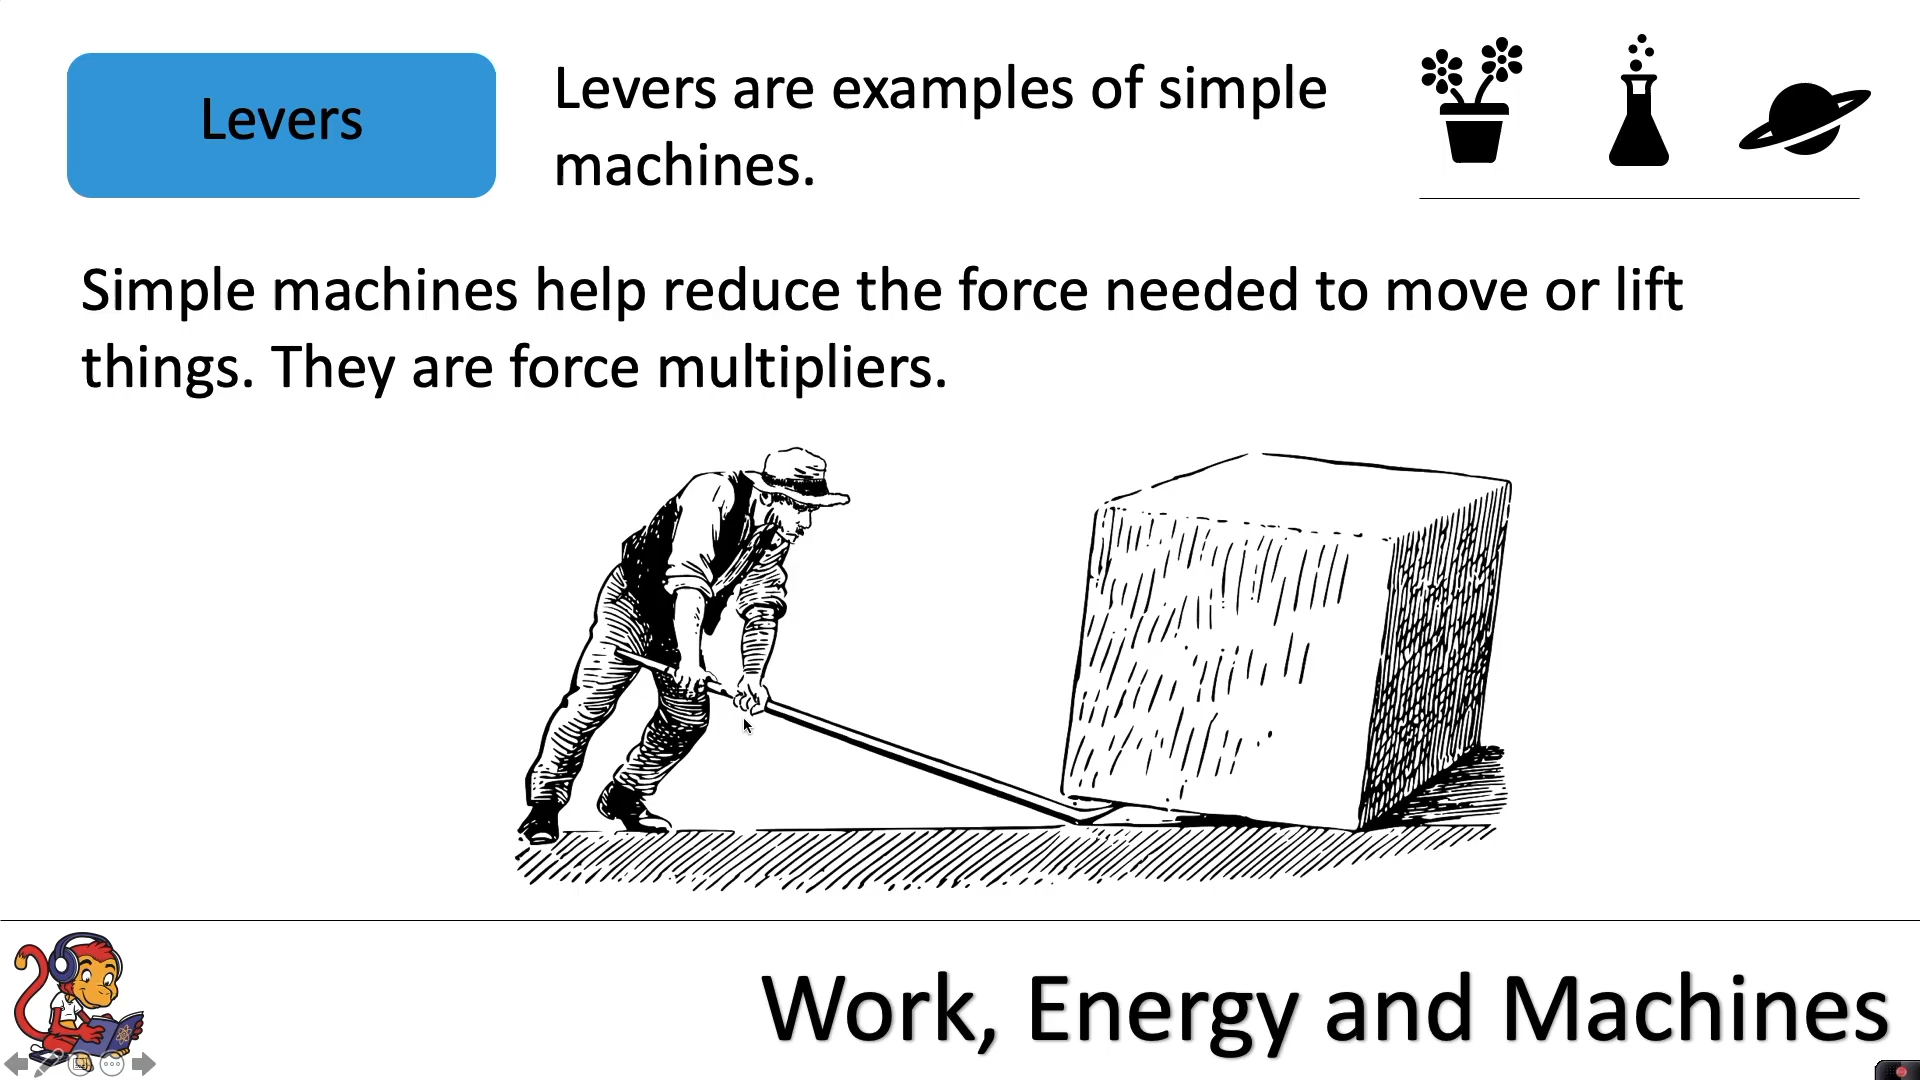 Levers
Levers are examples of simple
machines.
Simple machines help reduce the force needed to move or lift
things. They are force multipliers.
Work, Energy and Machines